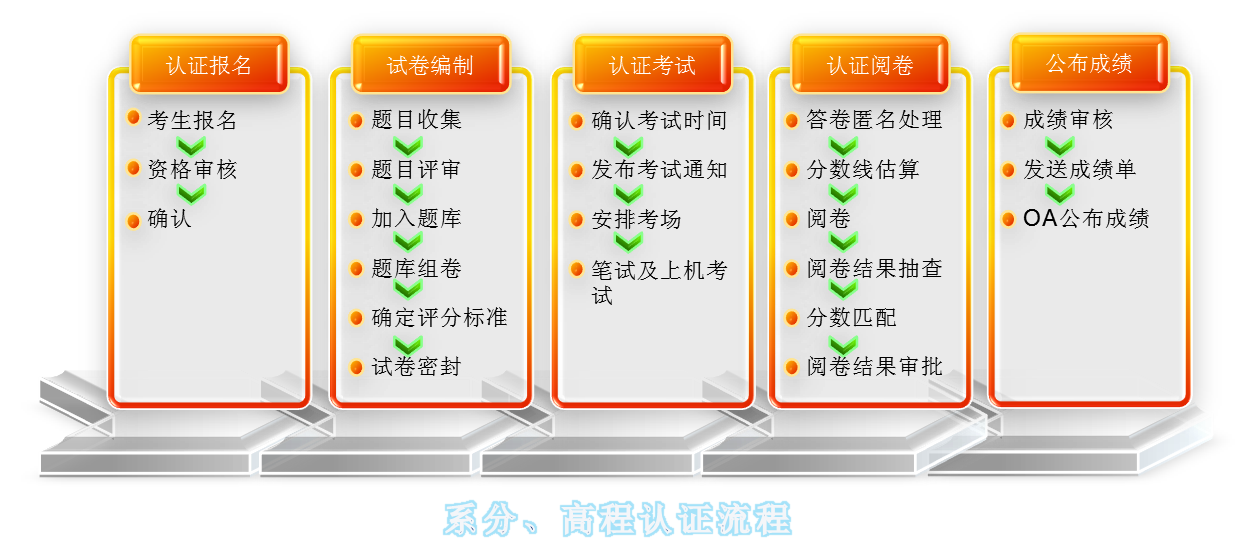 认证报名
考生报名
资格审核
确认
试卷编制
题目收集
题目评审
加入题库
题库组卷
确定评分标准
试卷密封
认证考试
确认考试时间
发布考试通知
安排考场
笔试及上机考
试
认证阅卷
答卷匿名处理
分数线估算
阅卷
阅卷结果抽查
分数匹配
阅卷结果审批
公布成绩
成绩审核
发送成绩单
OA公布成绩
系分、高程认证流程